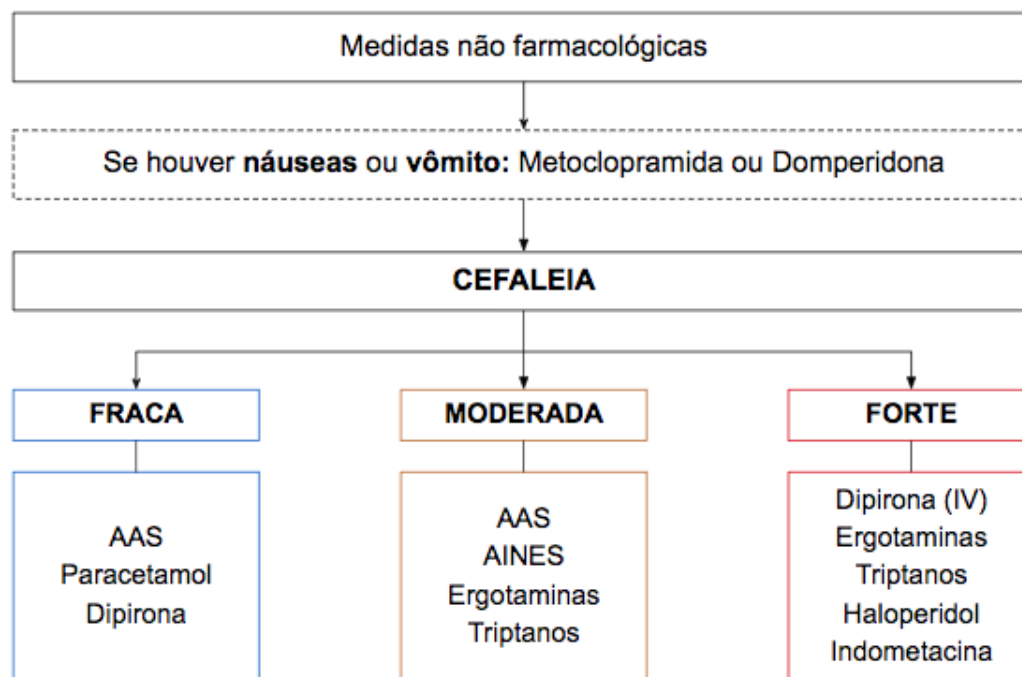 Medidas não farmacológicas
Se houver náuseas ou vômito: Metoclopramida ou Domperidona
CEFALEIA
FRACA
AAS
Paracetamol
Dipirona
MODERADA
AAS
AINES
Ergotaminas
Triptanos
FORTE
Dipirona (IV)
Ergotaminas
Triptanos
Haloperidol
Indometacina